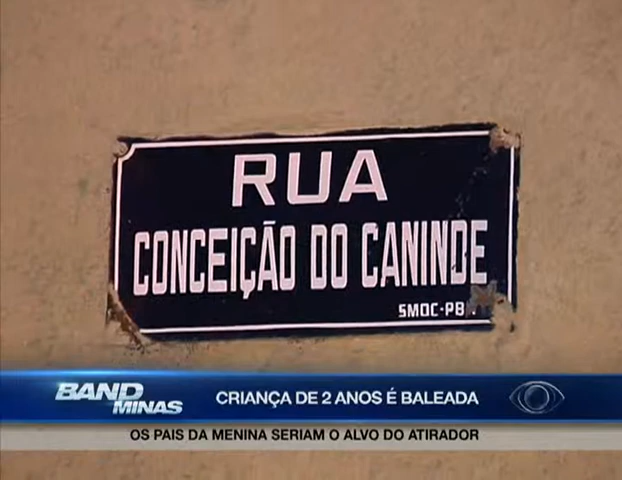 RUA
CONCEIÇÃO DO CANINDE
SMOC-PBH
BAND MINAS
CRIANÇA DE 2 ANOS É BALEADA
OS PAIS DA MENINA SERIAM O ALVO DO ATIRADOR